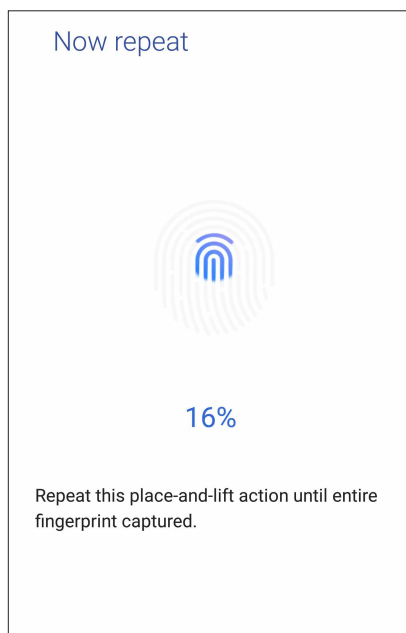 Now repeat
16%
Repeat this place-and-lift action until entire
fingerprint captured.